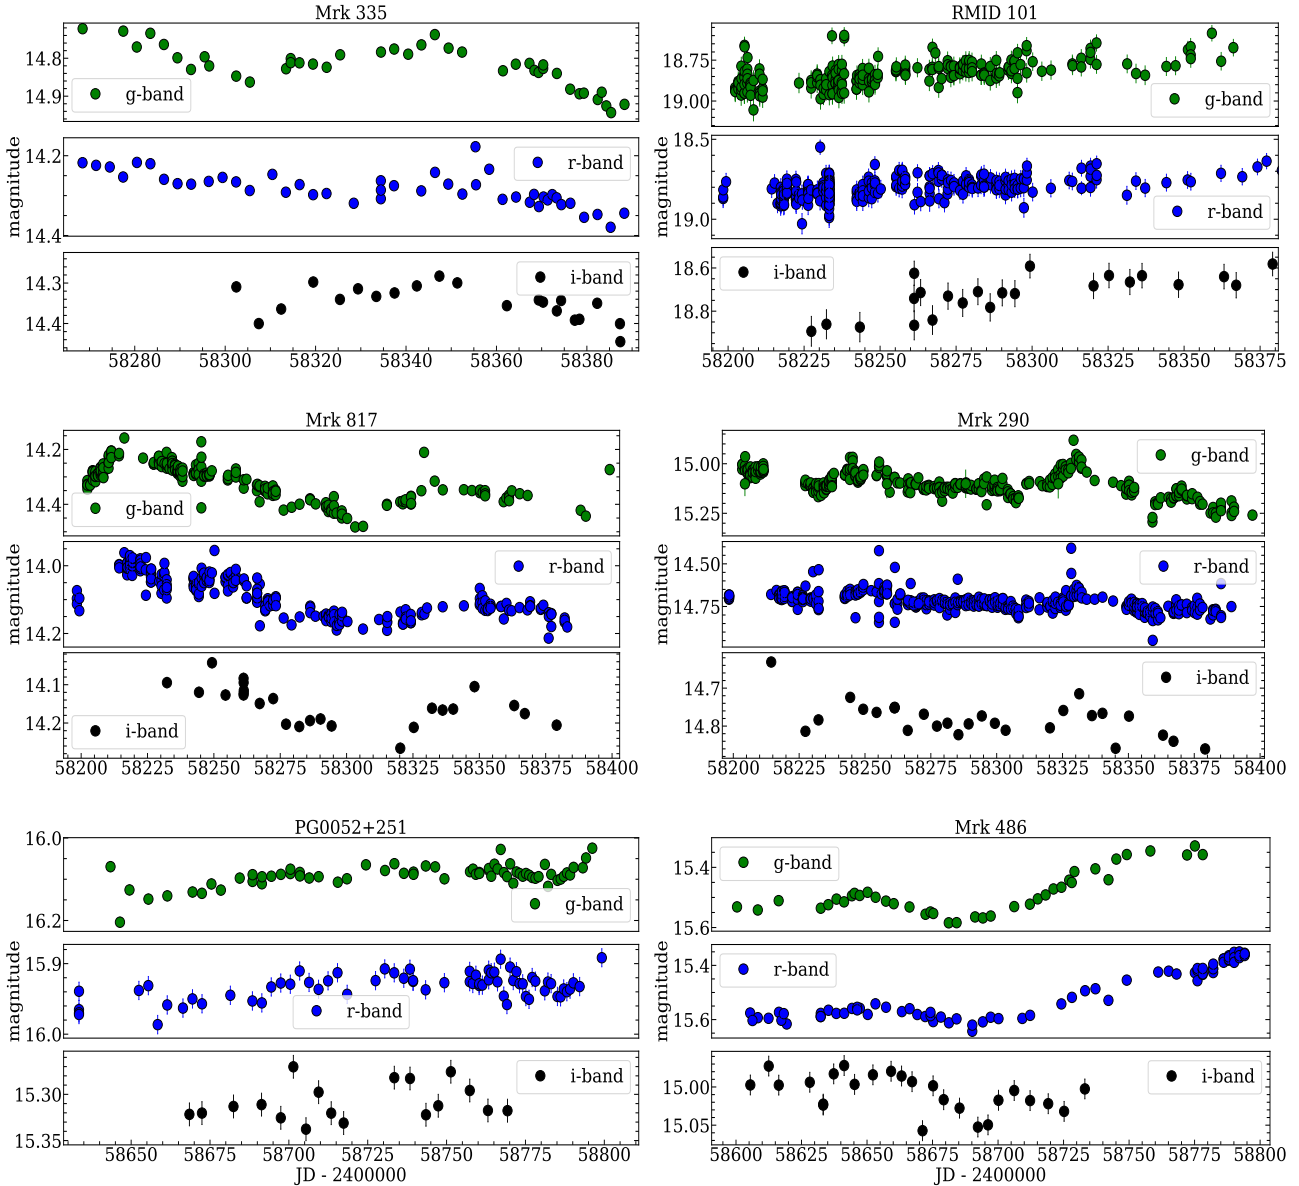 Mrk 335
14.8
14.9
g-band
14.2
14.4
r-band
magnitude
14.3
14.4
i-band
58280 58300 58320 58340 58360 58380
RMID 101
18.75
19.00
g-band
18.5
19.0
r-band
magnitude
18.6
18.8
i-band
58200 58225 58250 58275 58300 58325 58350 58375
Mrk 817
14.2
14.4
g-band
14.0
14.2
r-band
magnitude
14.1
14.2
i-band
58200 58225 58250 58275 58300 58325 58350 58375 58400
Mrk 290
15.00
15.25
g-band
14.50
14.75
r-band
magnitude
14.7
14.8
i-band
58200 58225 58250 58275 58300 58325 58350 58375 58400
PG0052+251
16.0
16.2
g-band
15.9
16.0
r-band
magnitude
15.30
15.35
i-band
58650 58675 58700 58725 58750 58775 58800
JD - 2400000
Mrk 486
15.4
15.6
g-band
15.4
15.6
r-band
magnitude
15.00
15.05
i-band
58600 58625 58650 58675 58700 58725 58750 58775 58800
JD - 2400000